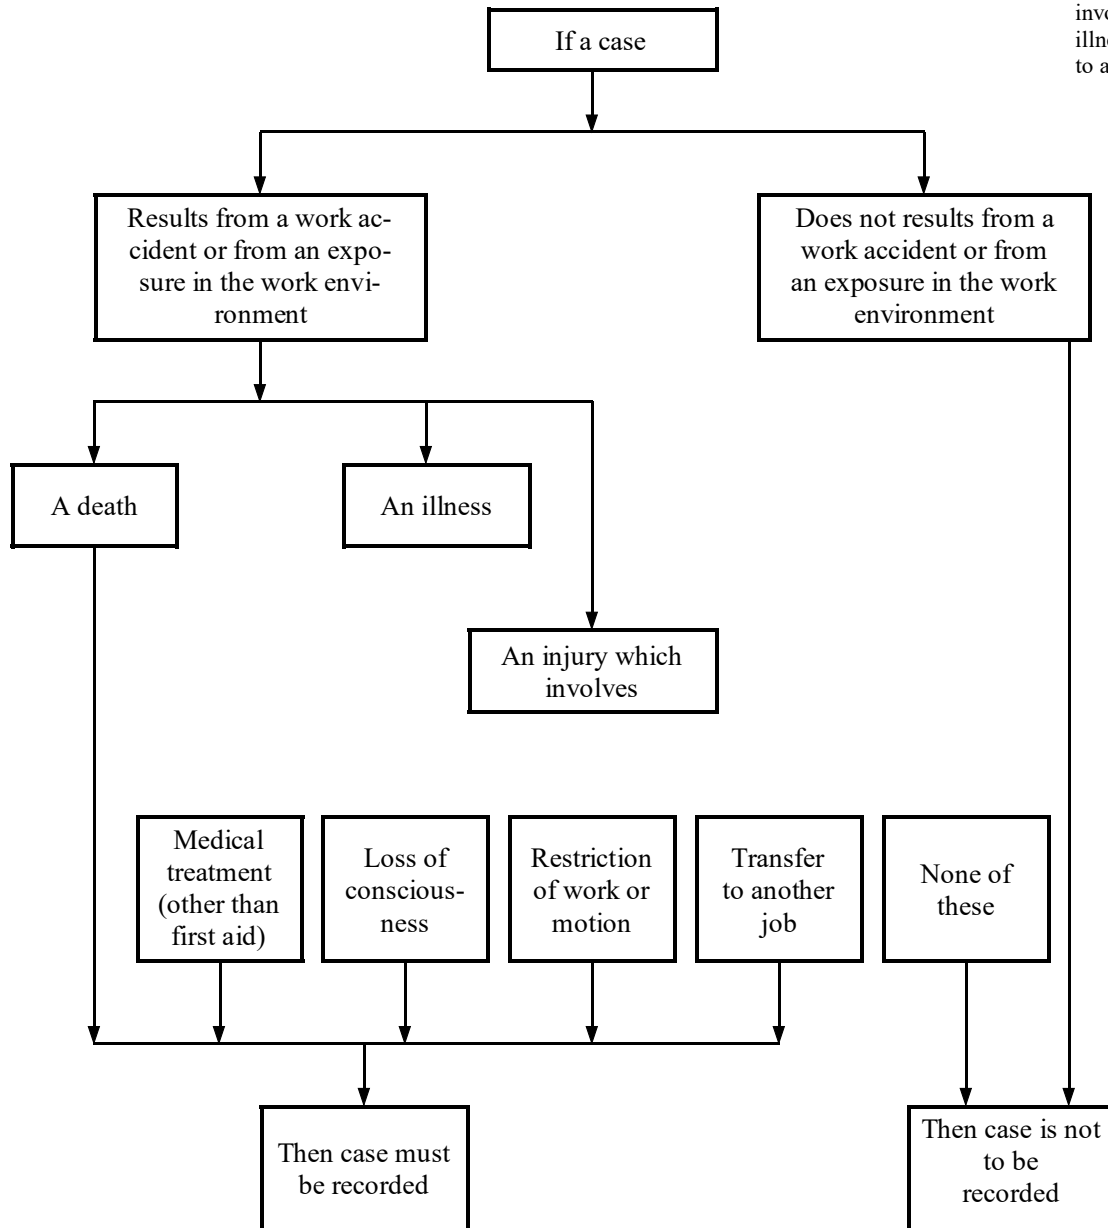 If a case
Results from a work ac-
cident or from an expo-
sure in the work envi-
ronment
Does not results from a
work accident or from
an exposure in the work
environment
A death
An illness
An injury which
involves
Medical
treatment
(other than
first aid)
Loss of
conscious-
ness
Restriction
of work or
motion
Transfer
to another
job
None of
these
Then case must
be recorded
Then case is not
to be
recorded
to a